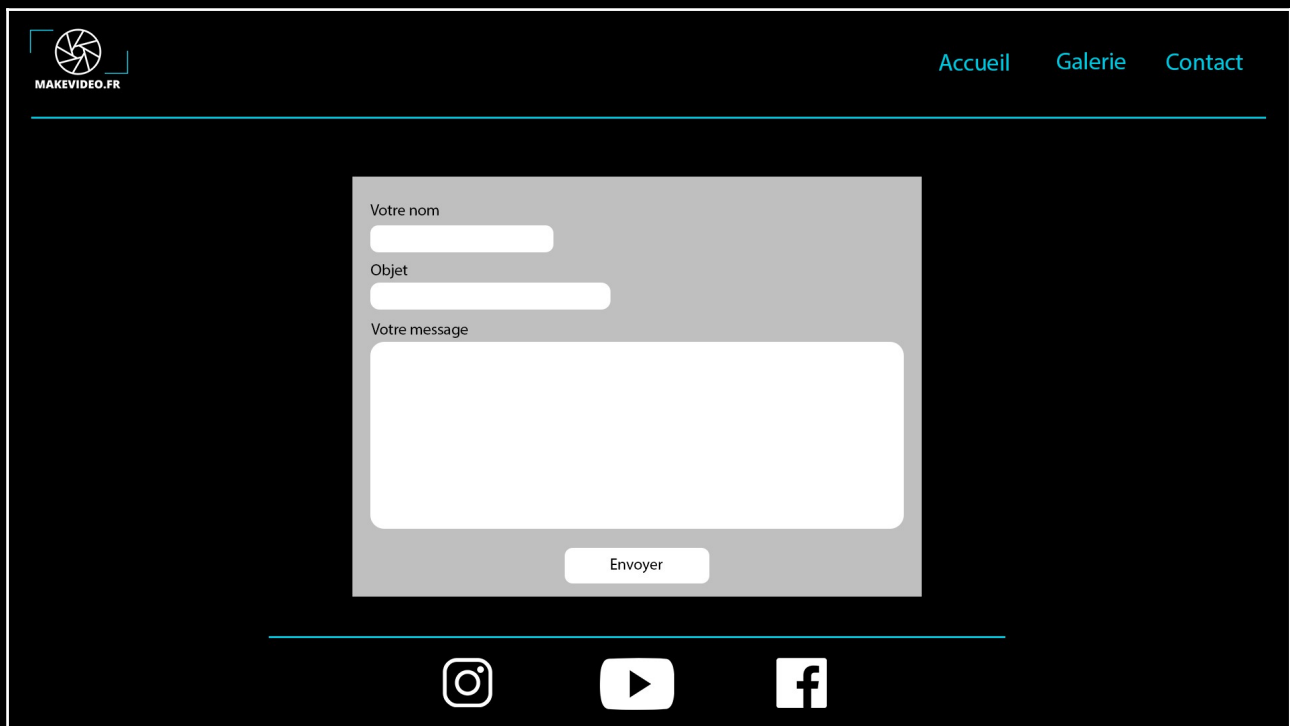 MAKEVIDEO.FR
Accueil Galerie Contact
Votre nom
Objet
Votre message
Envoyer